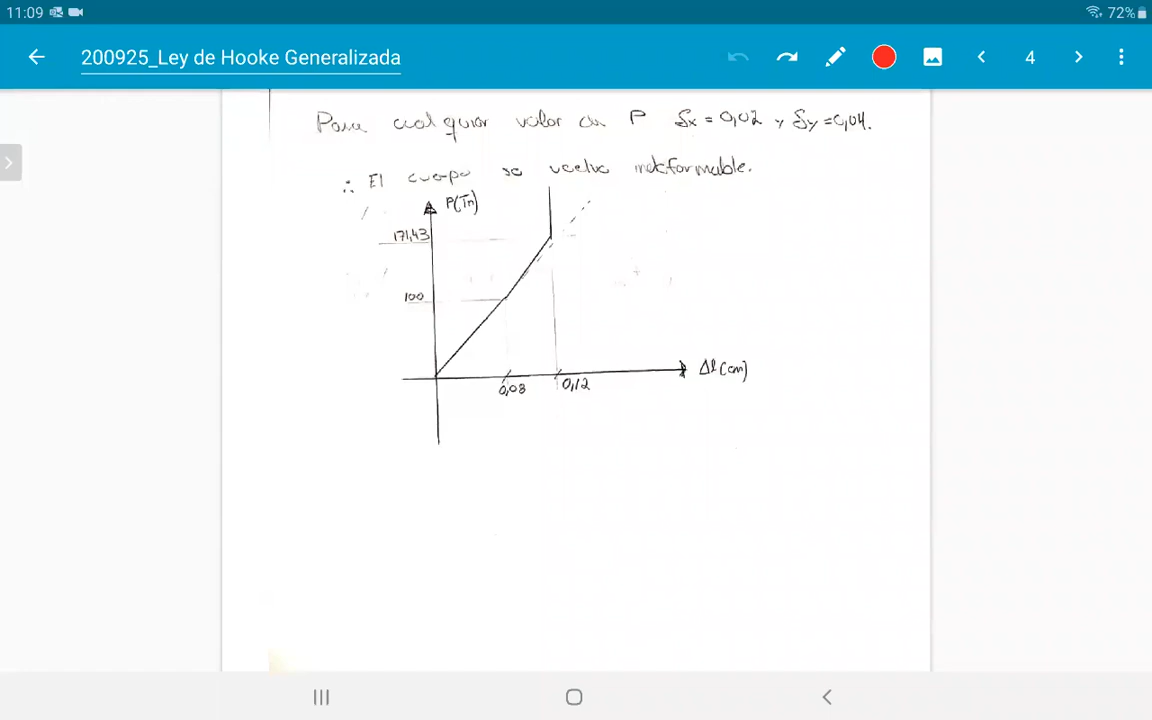 11:09
72%
200925_Ley de Hooke Generalizada
4
Para cualquier valor de P δx = 0,02 y δy = 0,04.
∴ El cuerpo se vuelve indeformable.
P(Tn)
171,43
100
0,08
0,12
Δl(cm)